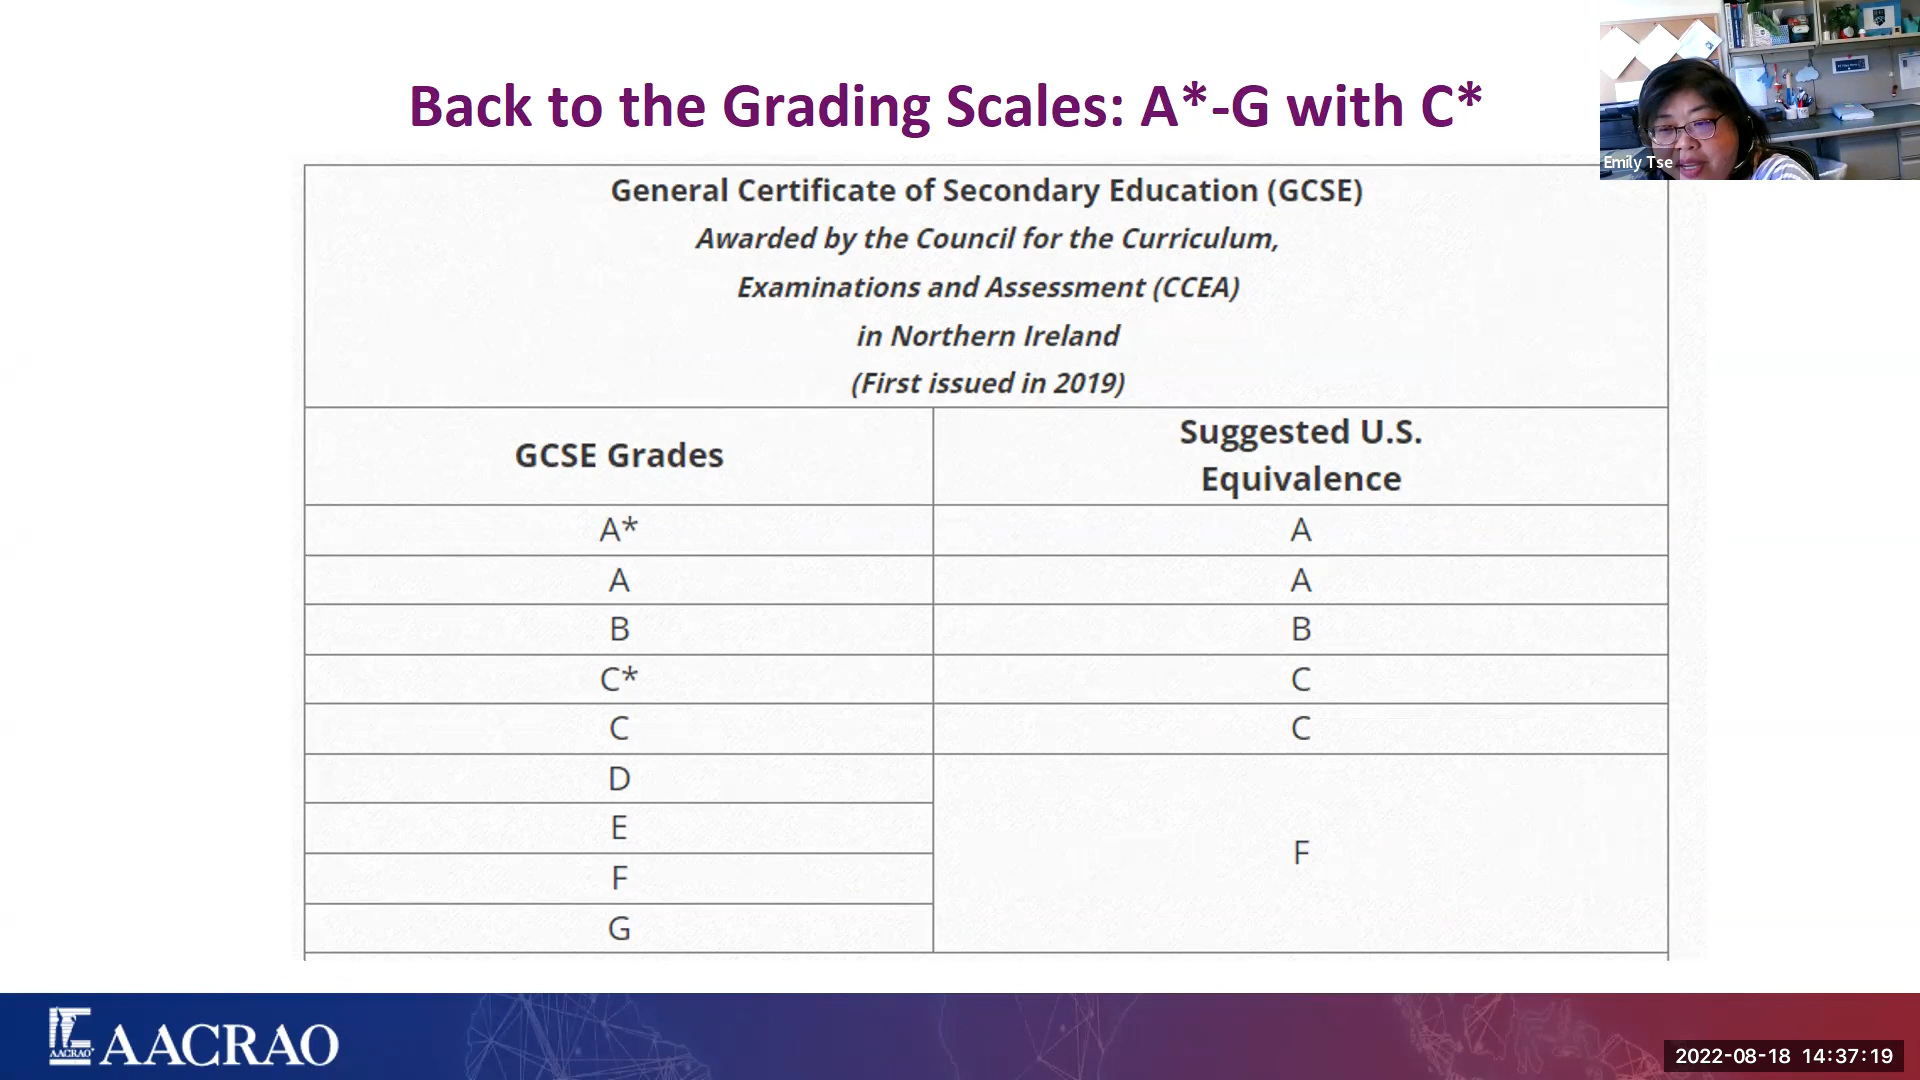 Back to the Grading Scales: A*-G with C*
Emily Tse
General Certificate of Secondary Education (GCSE)
Awarded by the Council for the Curriculum,
Examinations and Assessment (CCEA)
in Northern Ireland
(First issued in 2019)
GCSE Grades
Suggested U.S.
Equivalence
A* A
A A
B B
C* C
C C
D
E
F
G
F
AACRAO AACRAO
2022-08-18 14:37:19